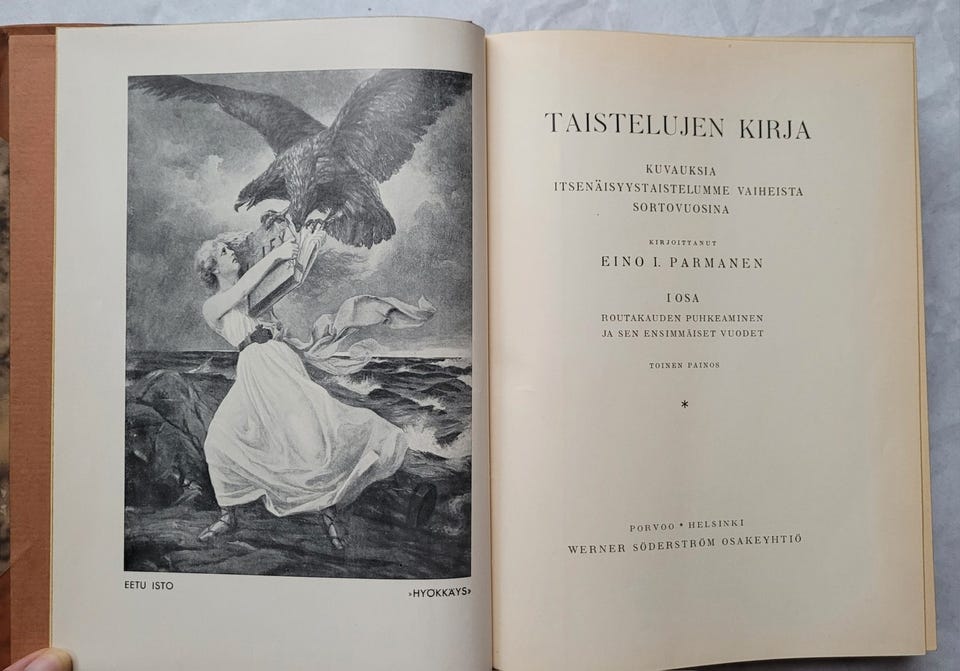 LEX
EETU ISTO
»HYÖKKÄYS»
TAISTELUJEN KIRJA
KUVAUKSIA
ITSENÄISYYSTAISTELUMME VAIHEISTA
SORTOVUOSINA
KIRJOITTANUT
EINO I. PARMANEN
I OSA
ROUTAKAUDEN PUHKEAMINEN
JA SEN ENSIMMÄISET VUODET
TOINEN PAINOS
*
PORVOO • HELSINKI
WERNER SÖDERSTRÖM OSAKEYHTIÖ